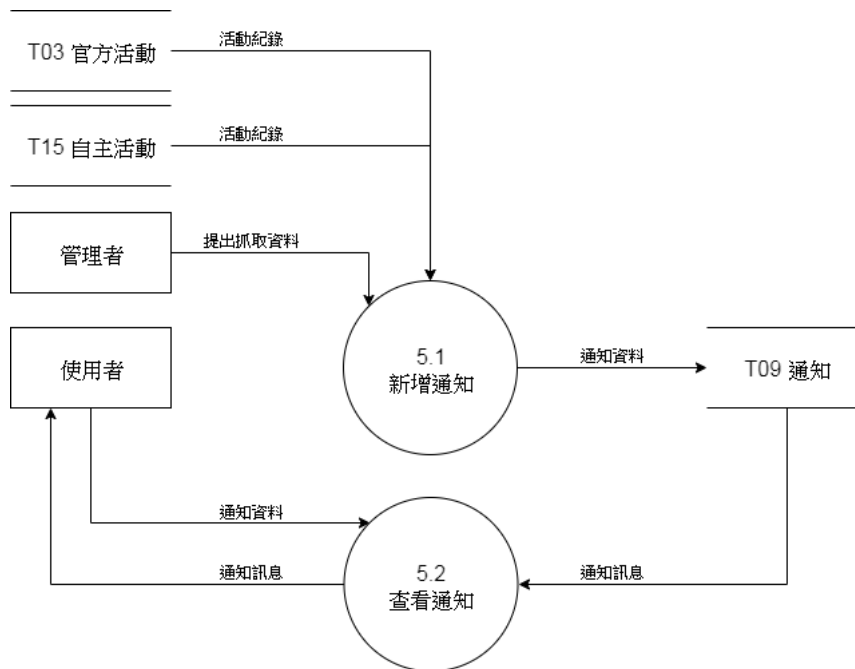 T03 官方活動
活動紀錄
T15 自主活動
活動紀錄
管理者
提出抓取資料
使用者
5.1
新增通知
通知資料
T09 通知
通知資料
通知訊息
5.2
查看通知
通知訊息